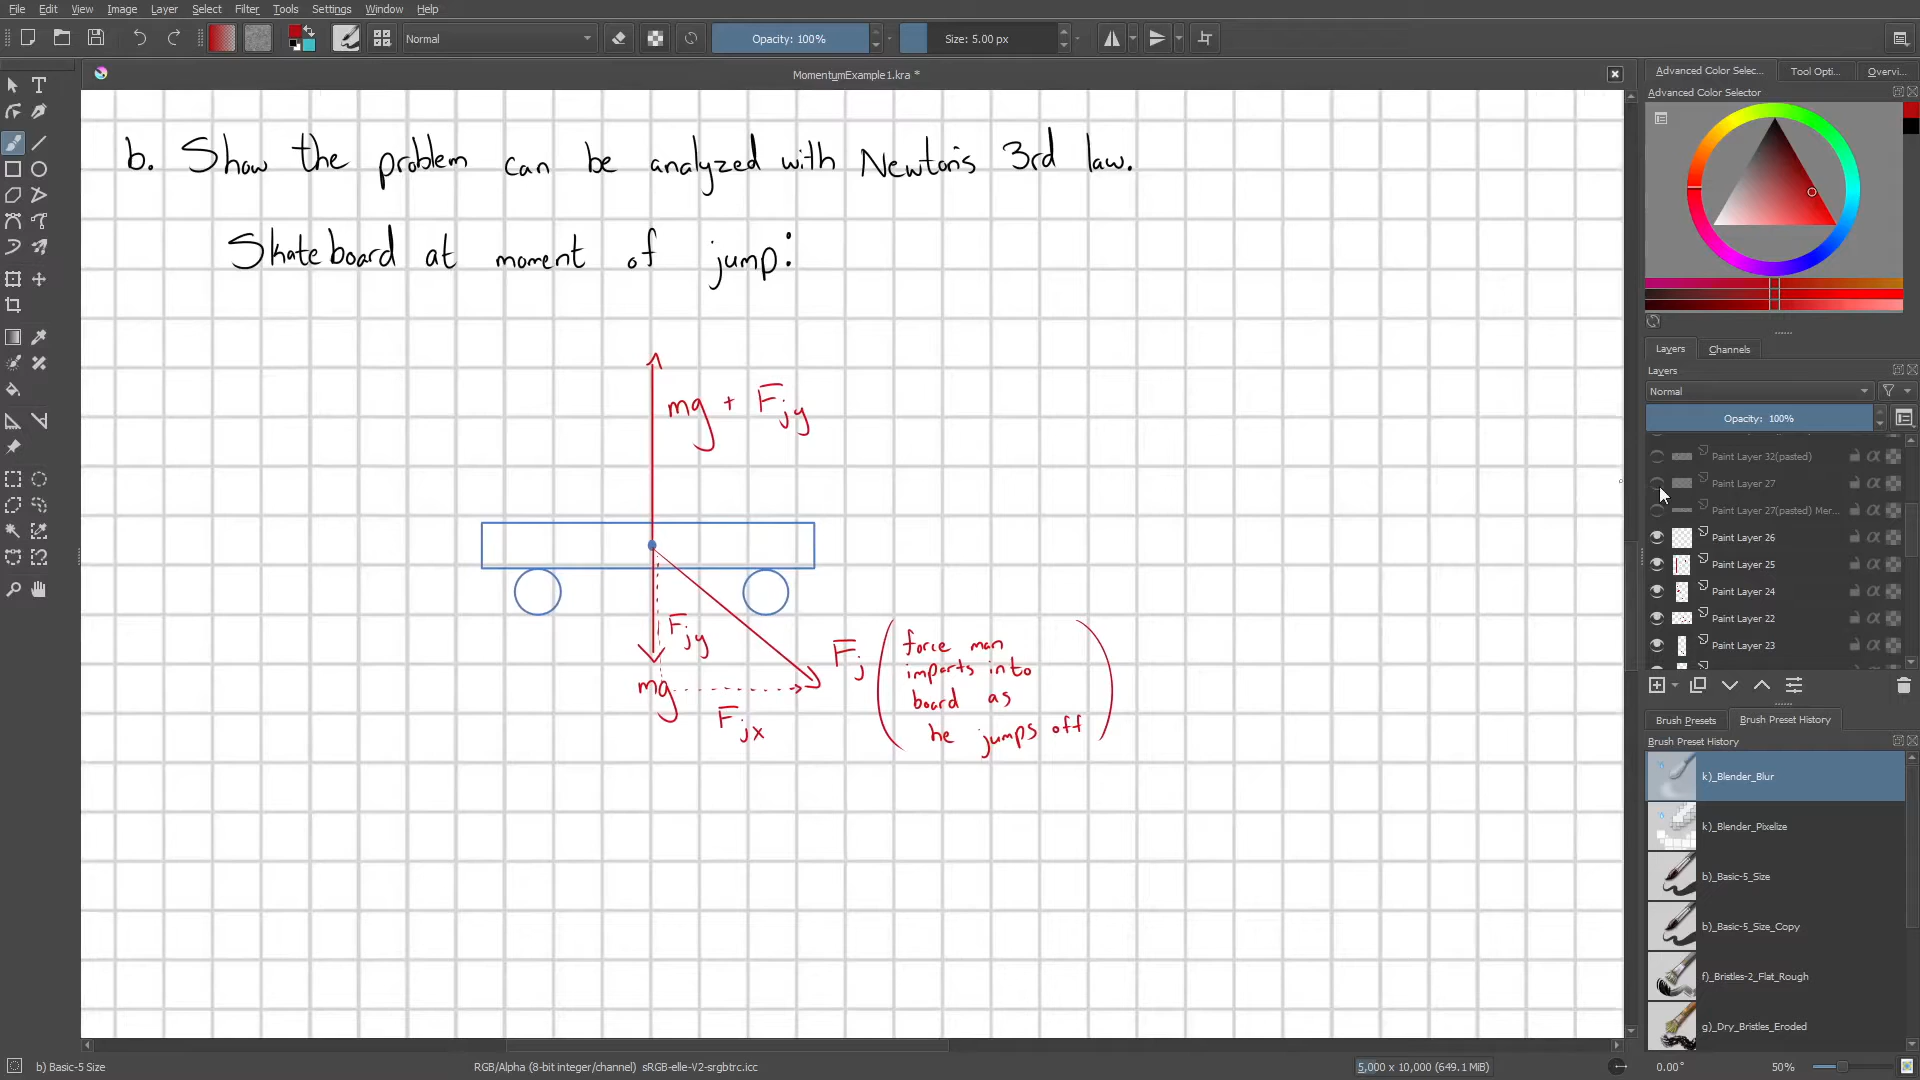 File Edit View Image Layer Select Filter Tools Settings Window Help
Normal Opacity: 100% Size: 5.00 px
MomentumExample1.kra *
Advanced Color Selec... Tool Opti... Overvi...
Advanced Color Selector
b. Show the problem can be analyzed with Newton's 3rd law.
Skateboard at moment of jump:
mg + Fjy
Fjy
mg
Fjx
Fj
force man
imparts into
board as
he jumps off
Layers Channels
Layers
Normal
Opacity: 100%
Paint Layer 32(pasted)
Paint Layer 27
Paint Layer 27(pasted) Mer...
Paint Layer 26
Paint Layer 25
Paint Layer 24
Paint Layer 22
Paint Layer 23
Brush Presets Brush Preset History
Brush Preset History
k)_Blender_Blur
k)_Blender_Pixelize
b)_Basic-5_Size
b)_Basic-5_Size_Copy
f)_Bristles-2_Flat_Rough
g)_Dry_Bristles_Eroded
b) Basic-5 Size RGB/Alpha (8-bit integer/channel) sRGB-elle-V2-srgbtrc.icc 5,000 x 10,000 (649.1 MiB) 0.00° 50%